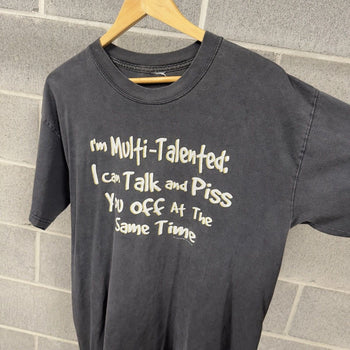 I'm Multi-Talented:
I can Talk and Piss
You off At The
Same Time